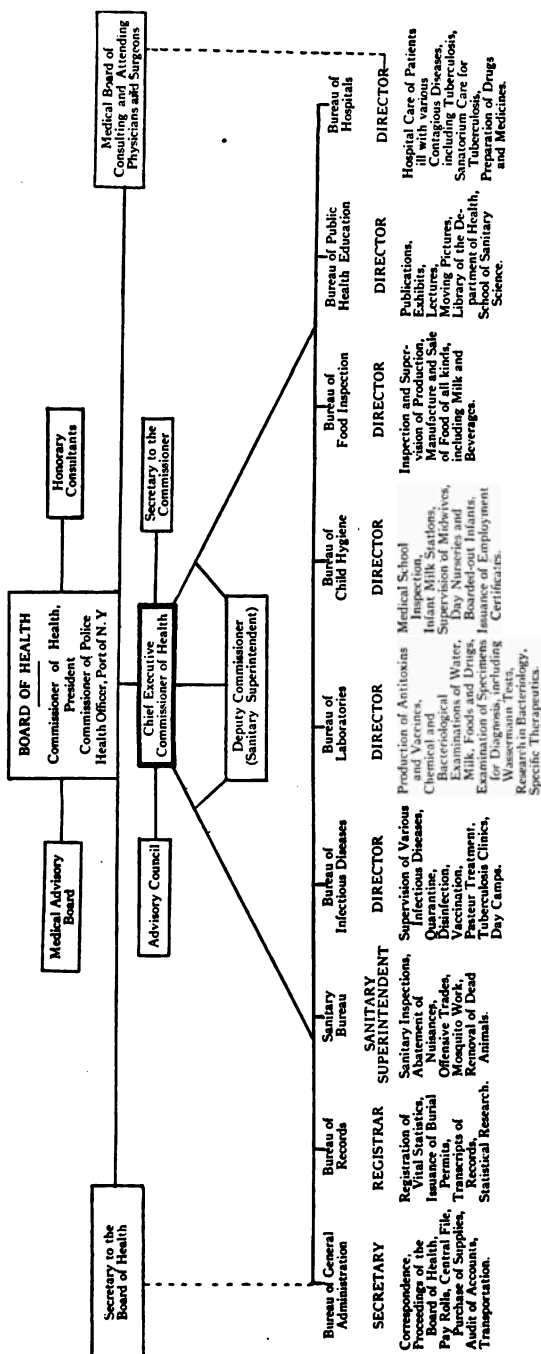 BOARD OF HEALTH
Commissioner of Health,
President
Commissioner of Police
Health Officer, Port of N. Y
Medical Advisory
Board
Honorary
Consultants
Secretary to the
Board of Health
Medical Board of
Consulting and Attending
Physicians and Surgeons
Advisory Council
Chief Executive
Commissioner of Health
Secretary to the
Commissioner
Deputy Commissioner
(Sanitary Superintendent)
Bureau of General
Administration
SECRETARY
Correspondence,
Proceedings of the
Board of Health,
Pay Rolls, Central File,
Purchase of Supplies,
Audit of Accounts,
Transportation.
Bureau of
Records
REGISTRAR
Registration of
Vital Statistics,
Issuance of Burial
Permits,
Transcripts of
Records,
Statistical Research.
Sanitary
Bureau
SANITARY
SUPERINTENDENT
Sanitary Inspections,
Abatement of
Nuisances,
Offensive Trades,
Mosquito Work,
Removal of Dead
Animals.
Bureau of
Infectious Diseases
DIRECTOR
Supervision of Various
Infectious Diseases,
Quarantine,
Disinfection,
Vaccination,
Pasteur Treatment,
Tuberculosis Clinics,
Day Camps.
Bureau of
Laboratories
DIRECTOR
Production of Antitoxins
and Vaccines,
Chemical and
Bacteriological
Examinations of Water,
Milk, Foods and Drugs,
Examination of Specimens
for Diagnosis, including
Wassermann Tests,
Research in Bacteriology,
Specific Therapeutics.
Bureau of
Child Hygiene
DIRECTOR
Medical School
Inspection,
Infant Milk Stations,
Supervision of Midwives,
Day Nurseries and
Boarded-out Infants,
Issuance of Employment
Certificates.
Bureau of
Food Inspection
DIRECTOR
Inspection and Super-
vision of Production,
Manufacture and Sale
of Food of all kinds,
including Milk and
Beverages.
Bureau of Public
Health Education
DIRECTOR
Publications,
Exhibits,
Lectures,
Moving Pictures,
Library of the De-
partment of Health,
School of Sanitary
Science.
Bureau of
Hospitals
DIRECTOR
Hospital Care of Patients
ill with various
Contagious Diseases,
including Tuberculosis,
Sanatorium Care for
Tuberculosis,
Preparation of Drugs
and Medicines.